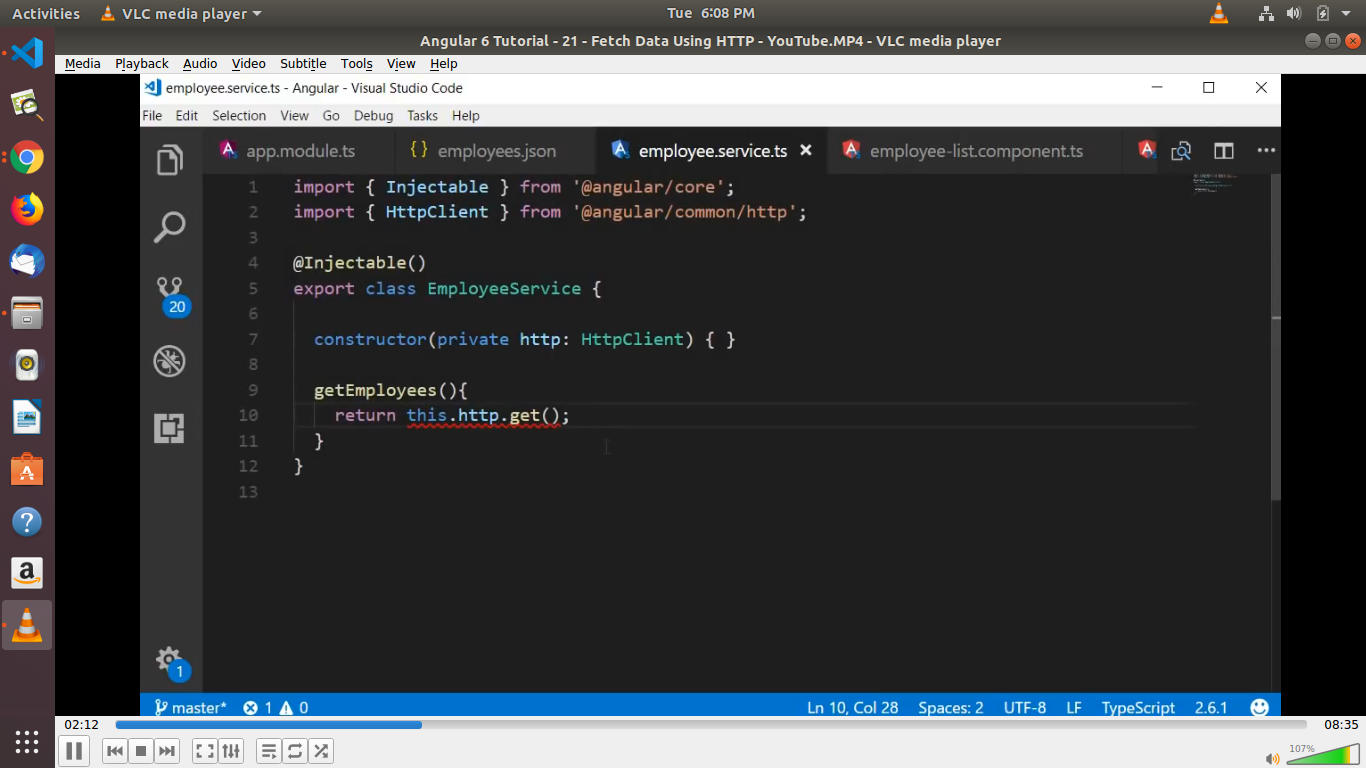 Activities VLC media player Tue 6:08 PM
Angular 6 Tutorial - 21 - Fetch Data Using HTTP - YouTube.MP4 - VLC media player
Media Playback Audio Video Subtitle Tools View Help
employee.service.ts - Angular - Visual Studio Code
File Edit Selection View Go Debug Tasks Help
app.module.ts {} employees.json employee.service.ts employee-list.component.ts
1 import { Injectable } from '@angular/core';
2 import { HttpClient } from '@angular/common/http';
3
4 @Injectable()
5 export class EmployeeService {
6
7 constructor(private http: HttpClient) { }
8
9 getEmployees(){
10 return this.http.get();
11 }
12 }
13
20
1
master* 1 0 Ln 10, Col 28 Spaces: 2 UTF-8 LF TypeScript 2.6.1
02:12 08:35
107%